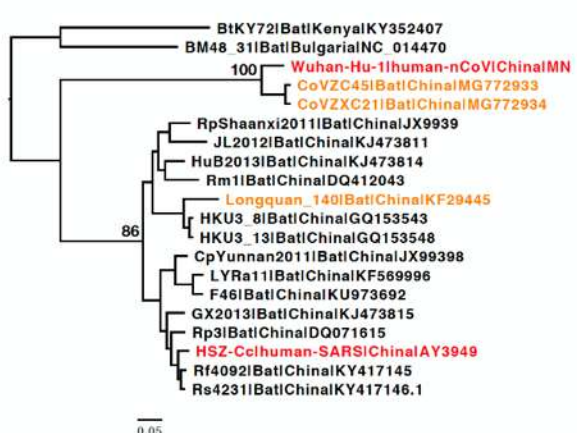 BtKY72|Bat|Kenya|KY352407
BM48_31|Bat|Bulgaria|NC_014470
100
Wuhan-Hu-1|human-nCoV|China|MN
CoVZC45|Bat|China|MG772933
CoVZXC21|Bat|China|MG772934
RpShaanxi2011|Bat|China|JX9939
JL2012|Bat|China|KJ473811
HuB2013|Bat|China|KJ473814
Rm1|Bat|China|DQ412043
Longquan_140|Bat|China|KF29445
HKU3_8|Bat|China|GQ153543
86
HKU3_13|Bat|China|GQ153548
CpYunnan2011|Bat|China|JX99398
LYRa11|Bat|China|KF569996
F46|Bat|China|KU973692
GX2013|Bat|China|KJ473815
Rp3|Bat|China|DQ071615
HSZ-Cc|human-SARS|China|AY3949
Rf4092|Bat|China|KY417145
Rs4231|Bat|China|KY417146.1
0.05